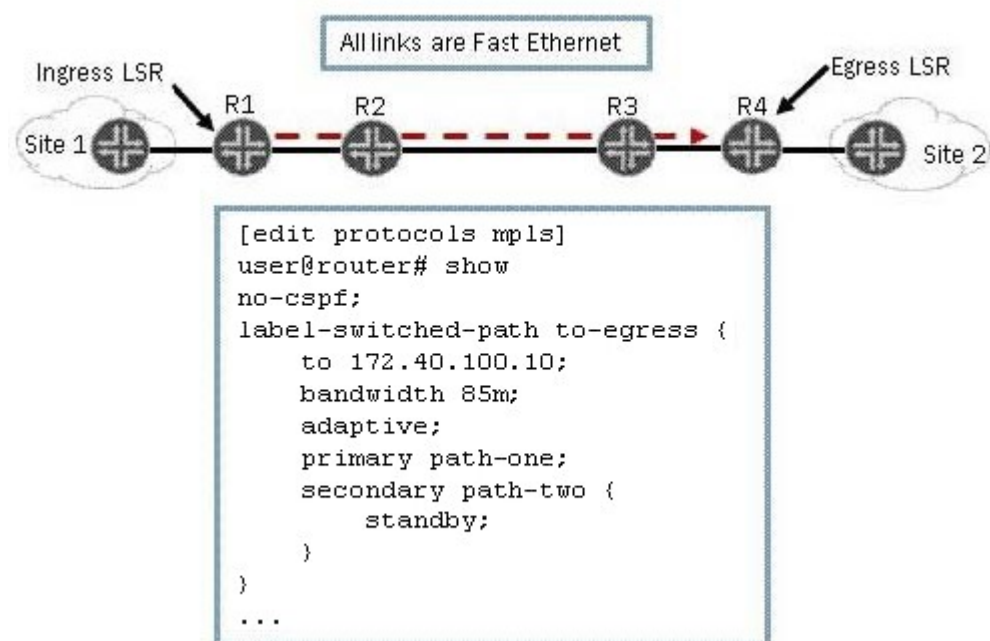 All links are Fast Ethernet
Ingress LSR
Egress LSR
R1
R2
R3
R4
Site 1
Site 2
[edit protocols mpls]
user@router# show
no-cspf;
label-switched-path to-egress {
    to 172.40.100.10;
    bandwidth 85m;
    adaptive;
    primary path-one;
    secondary path-two {
        standby;
    }
}
...